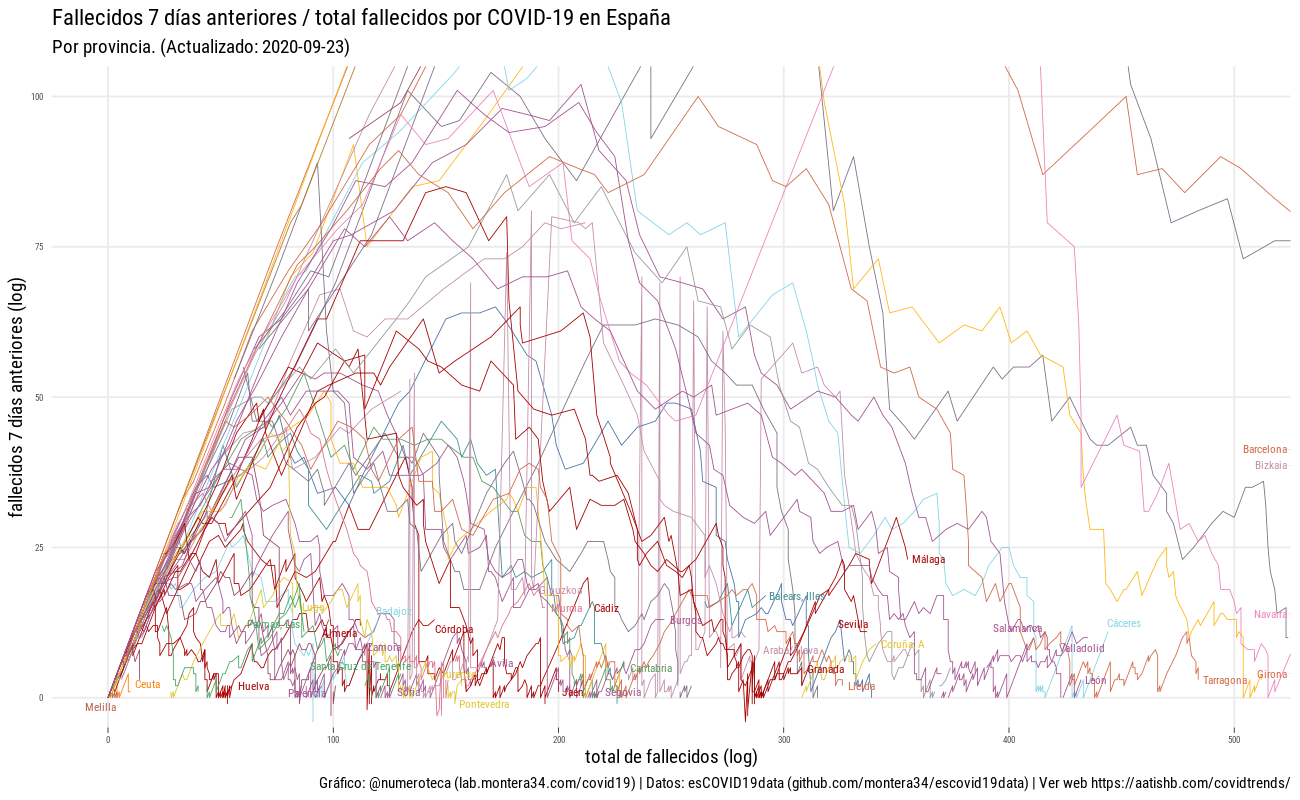 Fallecidos 7 días anteriores / total fallecidos por COVID-19 en España
Por provincia. (Actualizado: 2020-09-23)
fallecidos 7 días anteriores (log)
100
75
50
25
0
Barcelona
Bizkaia
Málaga
Lugo
Badajoz
Murcia
Cádiz
Balears, Illes
Navarra
Palmas, Las
Almería
Córdoba
Burgos
Sevilla
Salamanca
Cáceres
Zamora
Coruña, A
Valladolid
Santa Cruz de Tenerife
Ávila
Cantabria
Granada
Ceuta
Huelva
Palencia
Soria
Jaén
Segovia
Lleida
León
Tarragona
Girona
Melilla
Pontevedra
0
100
200
300
400
500
total de fallecidos (log)
Gráfico: @numeroteca (lab.montera34.com/covid19) | Datos: esCOVID19data (github.com/montera34/escovid19data) | Ver web https://aatishb.com/covidtrends/